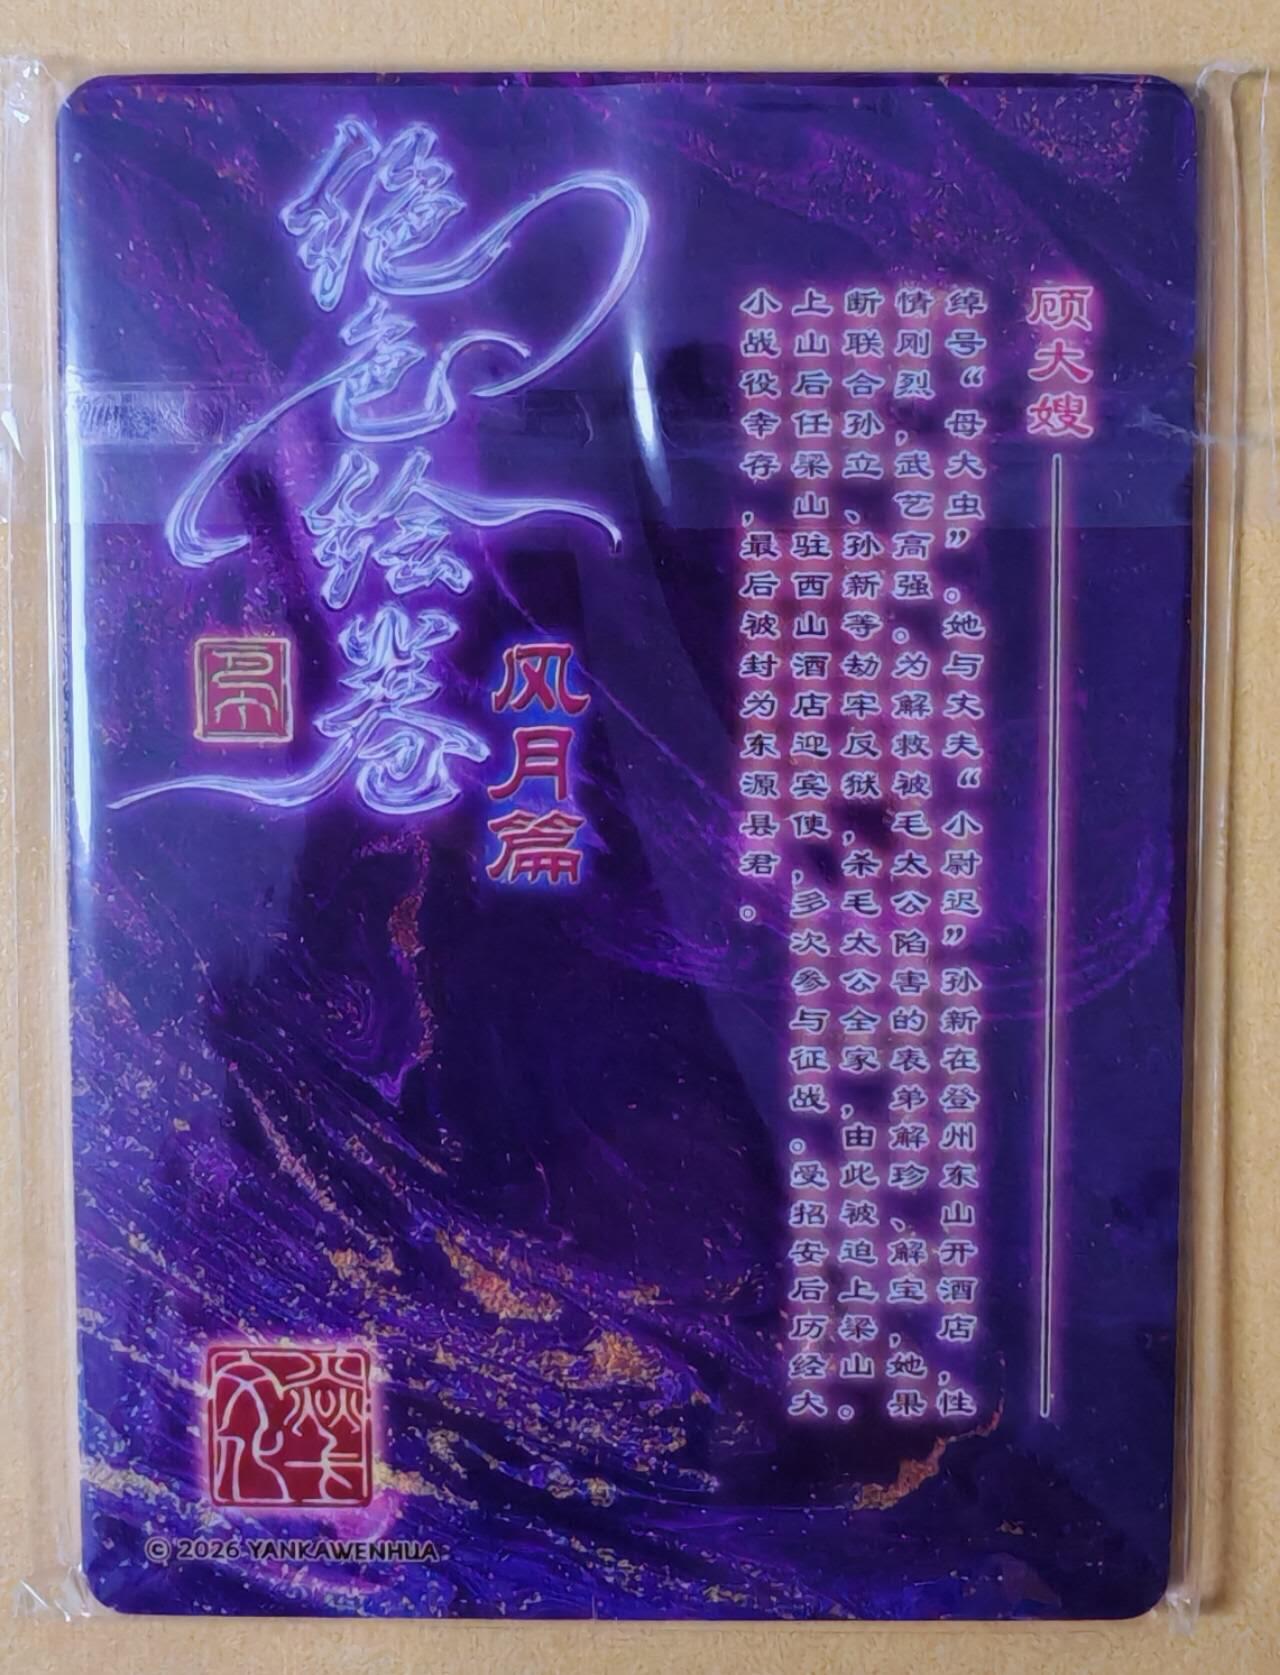 顾大嫂
绰号“母大虫”。她与丈夫“小尉迟”孙新在登州东山开酒店，性
情刚烈，武艺高强。为解救被毛太公陷害的表弟解珍、解宝，她果
断联合孙立、孙新等劫牢反狱，杀毛太公全家，由此被迫上梁山。
上山后任梁山驻西山酒店迎宾使，多次参与征战。受招安后历经大
小战役幸存，最后被封为东源县君。
绝色绘卷
风月篇
炎卡文化
© 2026 YANKAWENHUA